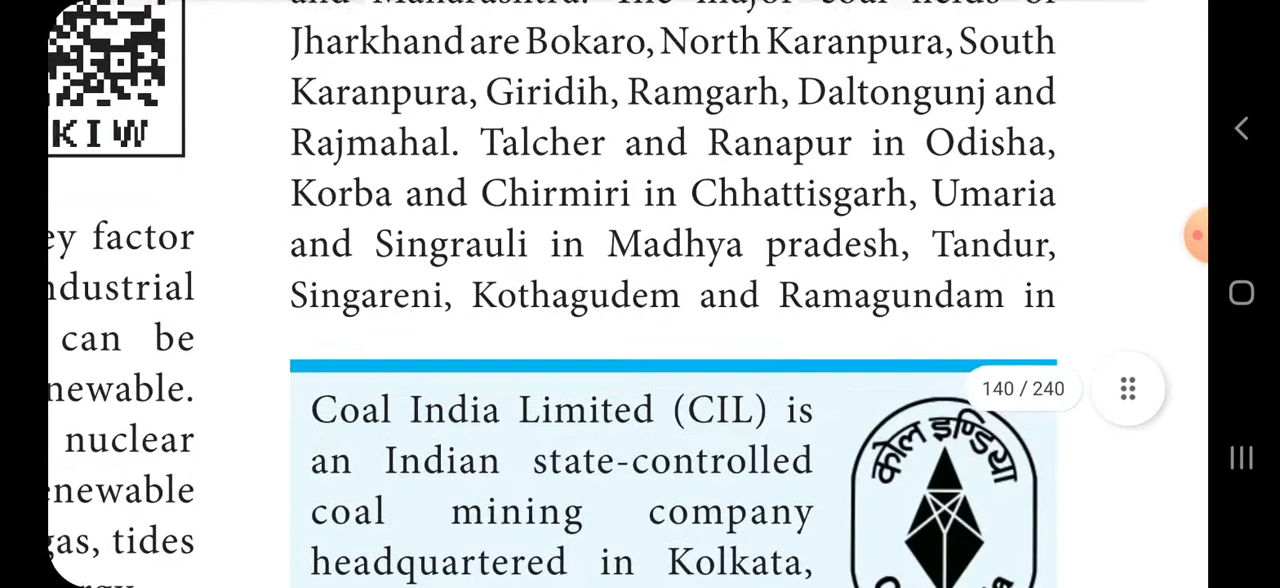 KIW
ey factor
ndustrial
can be
newable.
nuclear
enewable
gas, tides
Jharkhand are Bokaro, North Karanpura, South
Karanpura, Giridih, Ramgarh, Daltongunj and
Rajmahal. Talcher and Ranapur in Odisha,
Korba and Chirmiri in Chhattisgarh, Umaria
and Singrauli in Madhya pradesh, Tandur,
Singareni, Kothagudem and Ramagundam in
140 / 240
Coal India Limited (CIL) is
an Indian state-controlled
coal mining company
headquartered in Kolkata,
कोल इण्डिया